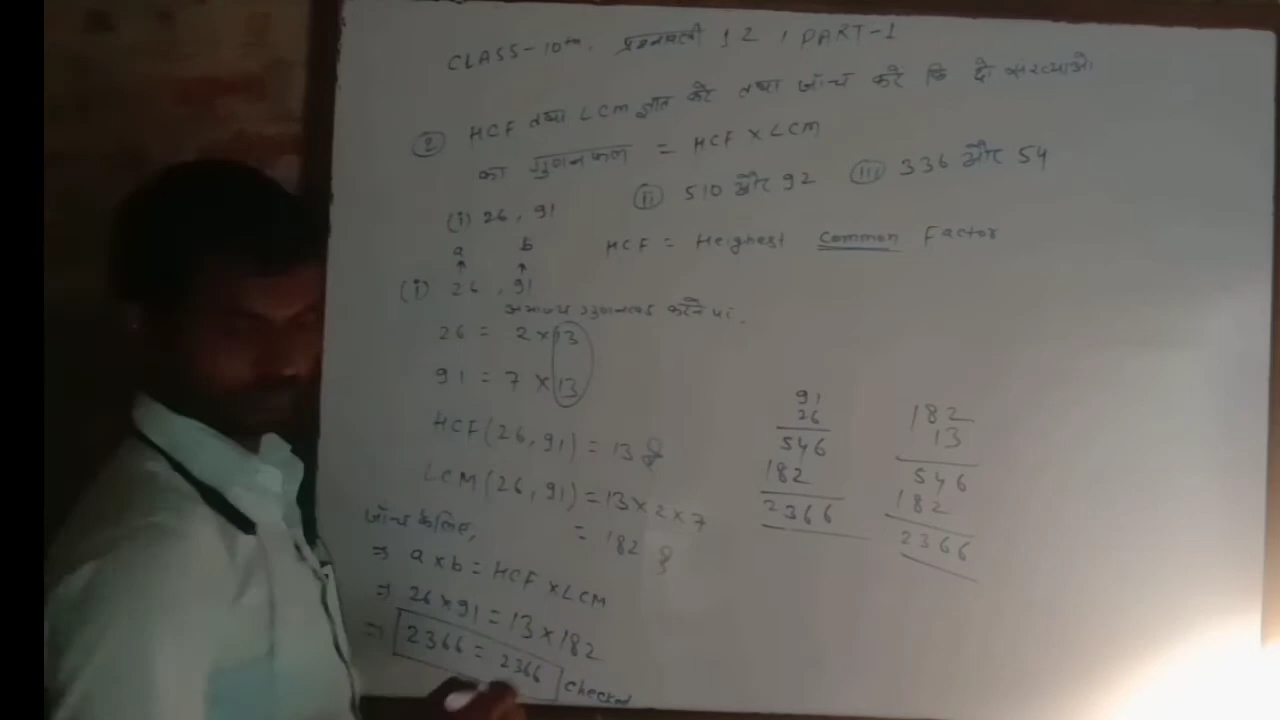 CLASS-10th, प्रश्नावली 1.2, PART-1
② HCF तथा LCM ज्ञात करें तथा जाँच करें कि दो संख्याओं
का गुणनफल = HCF × LCM
(i) 26, 91 (ii) 510 और 92 (iii) 336 और 54
HCF = Heighest Common Factor
a b
↑ ↑
(i) 26, 91
करने पर.
26 = 2×13
91 = 7×13
HCF(26, 91) = 13
LCM(26, 91) = 13×2×7
= 182
जाँच के लिए,
⇒ a×b = HCF×LCM
⇒ 26×91 = 13×182
⇒ 2366 = 2366 checked
91
26
546
182
2366
182
13
546
182
2366